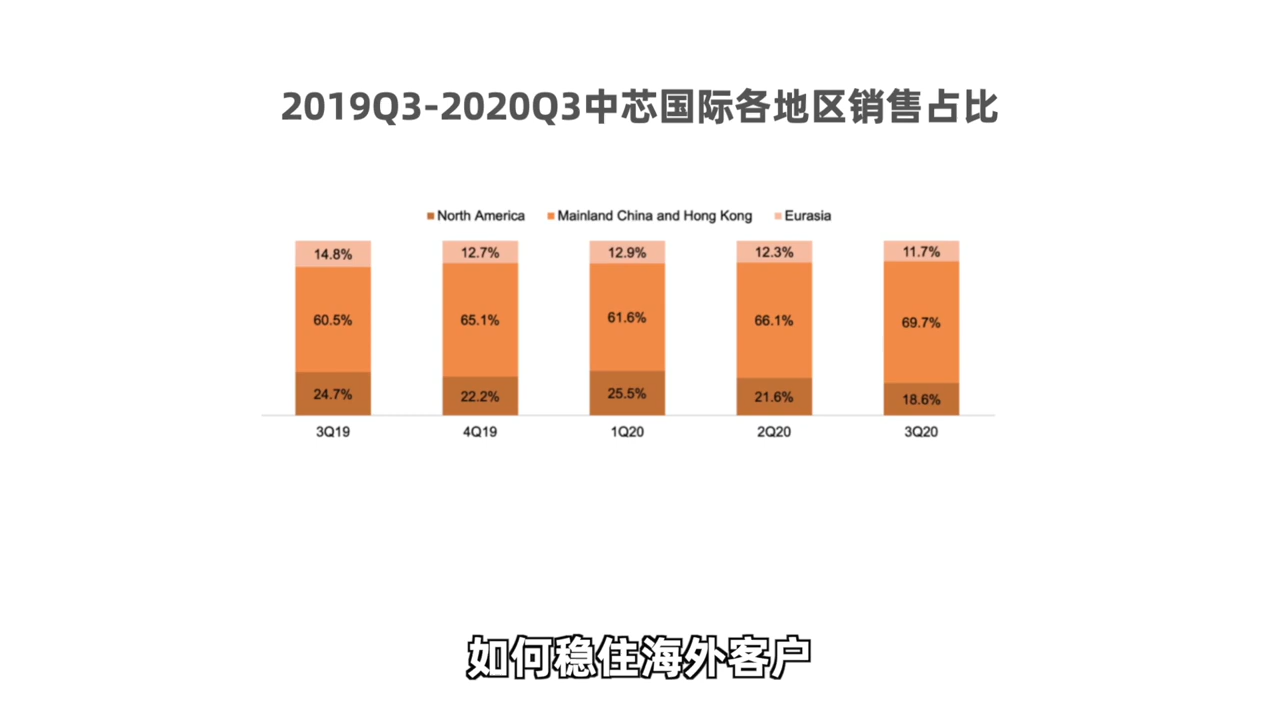 2019Q3-2020Q3中芯国际各地区销售占比
North America Mainland China and Hong Kong Eurasia
14.8% 12.7% 12.9% 12.3% 11.7%
60.5% 65.1% 61.6% 66.1% 69.7%
24.7% 22.2% 25.5% 21.6% 18.6%
3Q19 4Q19 1Q20 2Q20 3Q20
如何稳住海外客户